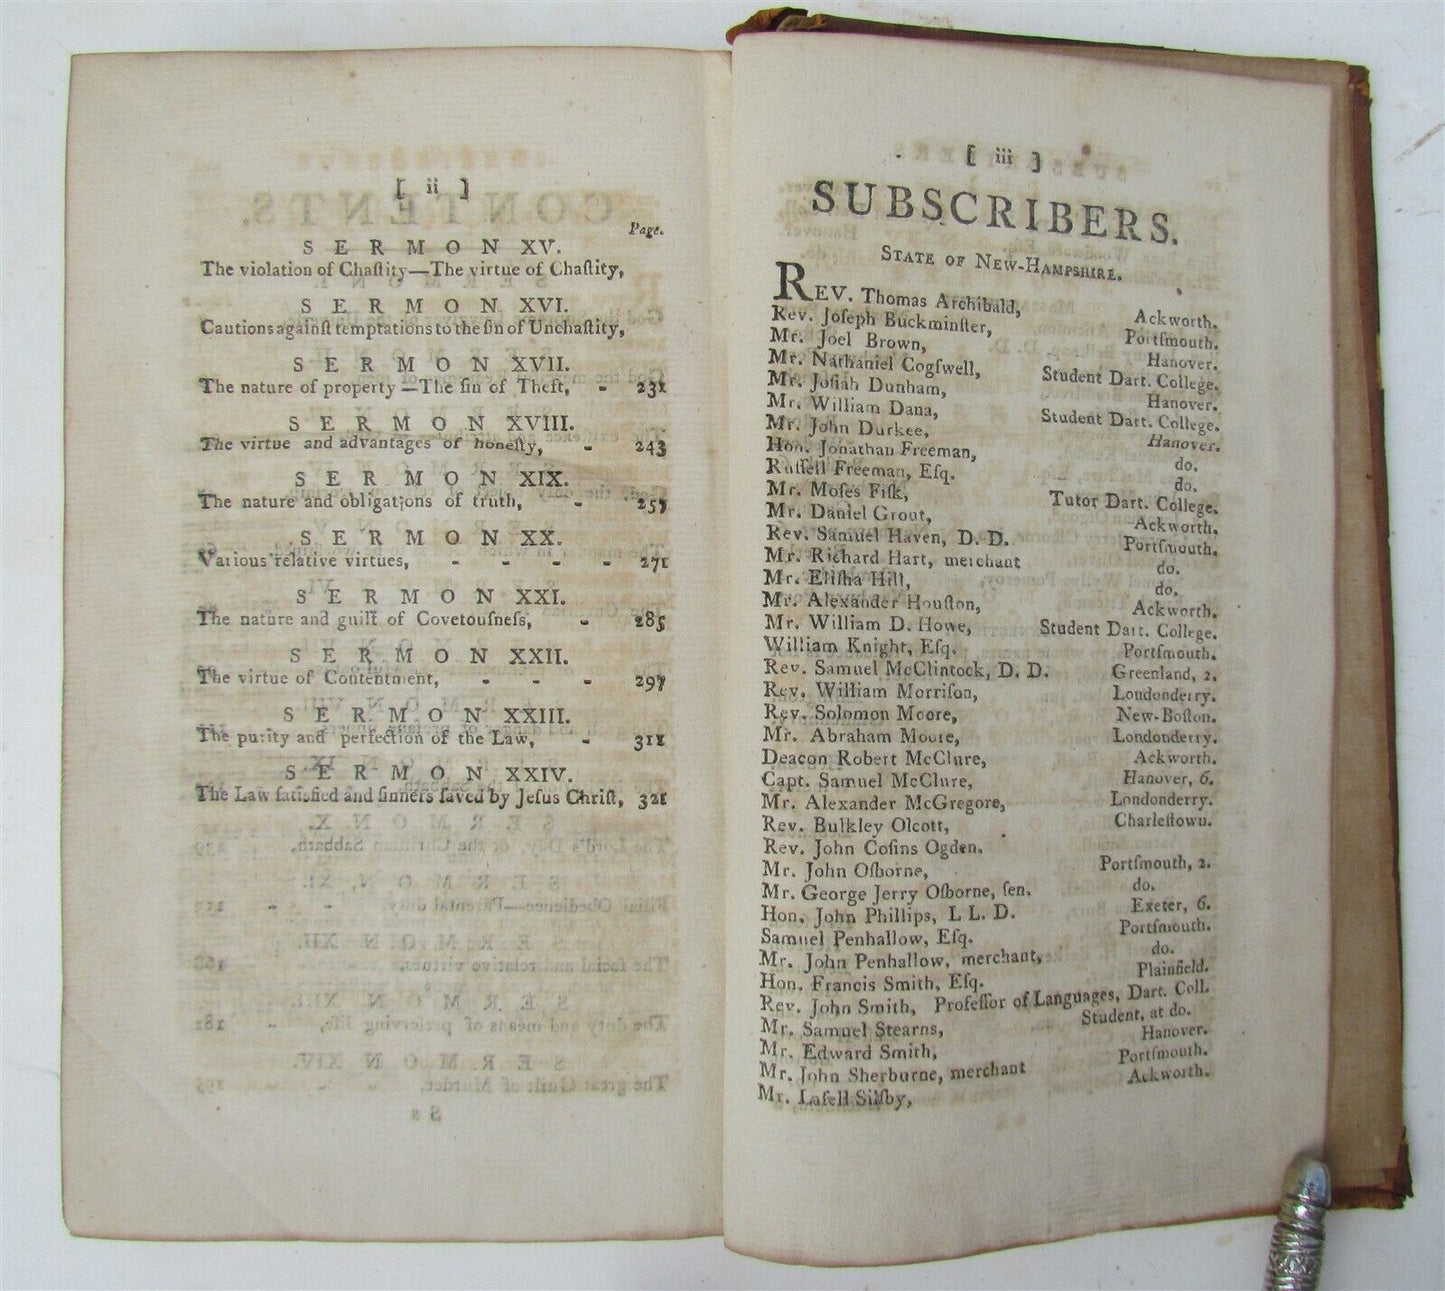 [ ii ]
Page.
SERMON XV.
The violation of Chaſtity—The virtue of Chaſtity,
SERMON XVI.
Cautions againſt temptations to the ſin of Unchaſtity,
SERMON XVII.
The nature of property—The ſin of Theft, - 231
SERMON XVIII.
The virtue and advantages of honeſty, - 243
SERMON XIX.
The nature and obligations of truth, - 257
SERMON XX.
Various relative virtues, - - - - 271
SERMON XXI.
The nature and guilt of Covetouſneſs, - 285
SERMON XXII.
The virtue of Contentment, - - - 297
SERMON XXIII.
The purity and perfection of the Law, - 311
SERMON XXIV.
The Law ſatisfied and ſinners ſaved by Jeſus Chriſt, 321
[ iii ]
SUBSCRIBERS.
STATE OF NEW-HAMPSHIRE.
REV. Thomas Archibald, Ackworth.
Rev. Joſeph Buckminſter, Portſmouth.
Mr. Joel Brown, Hanover.
Mr. Nathaniel Cogſwell, Student Dart. College.
Mr. Joſiah Dunham, Hanover.
Mr. William Dana, Student Dart. College.
Mr. John Durkee, Hanover.
Hon. Jonathan Freeman, do.
Ruſſell Freeman, Eſq. do.
Mr. Moſes Fiſk, Tutor Dart. College.
Mr. Daniel Grout, Ackworth.
Rev. Samuel Haven, D. D. Portſmouth.
Mr. Richard Hart, merchant do.
Mr. Eliſha Hill, do.
Mr. Alexander Houſton, Ackworth.
Mr. William D. Howe, Student Dart. College.
William Knight, Eſq. Portſmouth.
Rev. Samuel McClintock, D. D. Greenland, 2.
Rev. William Morriſon, Londonderry.
Rev. Solomon Moore, New-Boſton.
Mr. Abraham Moore, Londonderry.
Deacon Robert McClure, Ackworth.
Capt. Samuel McClure, Hanover, 6.
Mr. Alexander McGregore, Londonderry.
Rev. Bulkley Olcott, Charleſtown.
Rev. John Coſins Ogden.
Mr. John Oſborne, Portſmouth, 2.
Mr. George Jerry Oſborne, ſen. do.
Hon. John Phillips, L L. D. Exeter, 6.
Samuel Penhallow, Eſq. Portſmouth.
Mr. John Penhallow, merchant, do.
Hon. Francis Smith, Eſq. Plainfield.
Rev. John Smith, Profeſſor of Languages, Dart. Coll.
Mr. Samuel Stearns, Student, at do.
Mr. Edward Smith, Hanover.
Mr. John Sherburne, merchant Portſmouth.
Mr. Laſell Silſby, Ackworth.